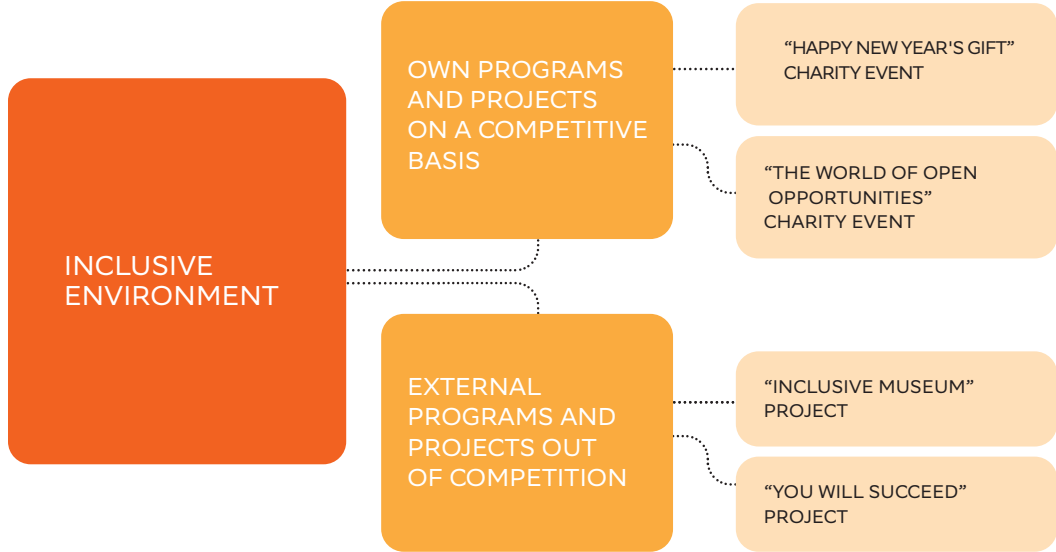 INCLUSIVE
ENVIRONMENT
OWN PROGRAMS
AND PROJECTS
ON A COMPETITIVE
BASIS
“HAPPY NEW YEAR'S GIFT”
CHARITY EVENT
“THE WORLD OF OPEN
OPPORTUNITIES”
CHARITY EVENT
EXTERNAL
PROGRAMS AND
PROJECTS OUT
OF COMPETITION
“INCLUSIVE MUSEUM”
PROJECT
“YOU WILL SUCCEED”
PROJECT